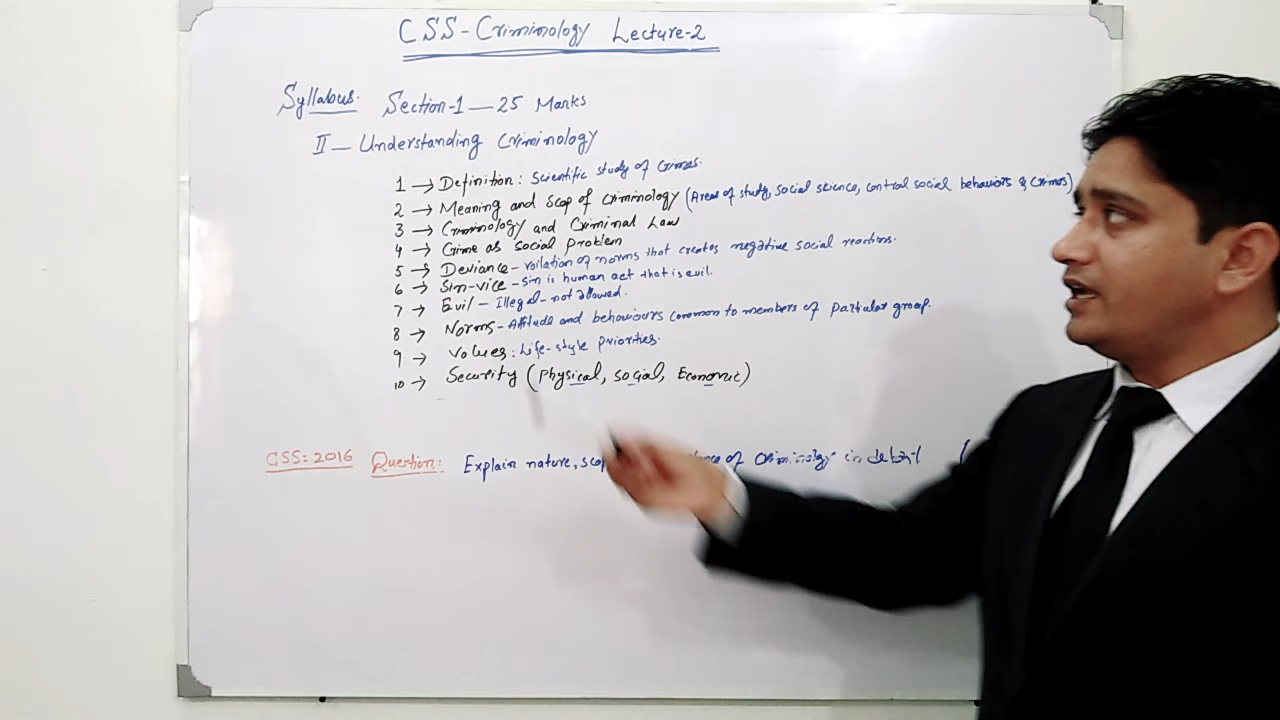 CSS-Criminology Lecture-2
Syllabus. Section-1 — 25 Marks
II — Understanding Criminology
1 → Definition: Scientific study of Crimes.
2 → Meaning and Scop of criminology (Areas of study, social skience, control social behaviors & Crimes)
3 → Criminology and Criminal Law
4 → Crime as social problem
5 → Deviance - voilation of norms that creates negative social reactions.
6 → Sin-vice - sin is human act that is evil.
7 → Evil - Illegal - not allowed.
8 → Norms - Attitude and behaviours common to members of particular group.
9 → Values: Life-style priorities.
10 → Security (Physical, social, Economic)
CSS:2016 Question: Explain nature, of Criminology in detail (